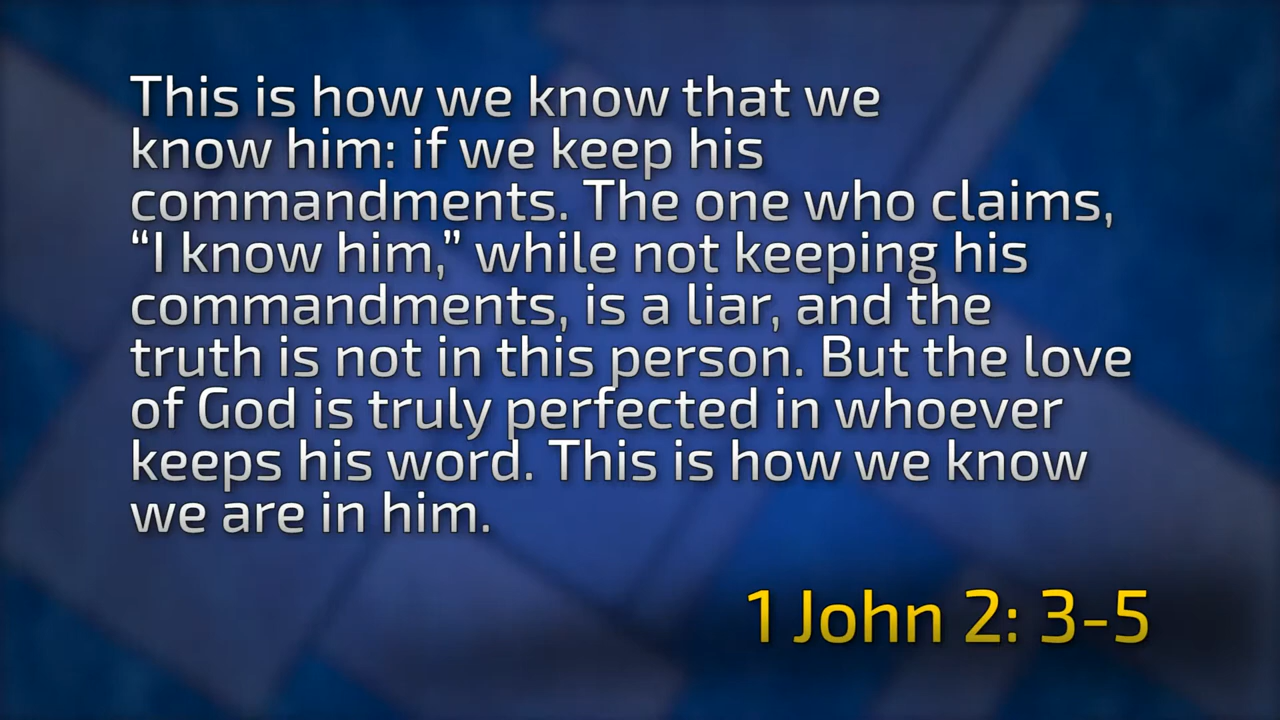 This is how we know that we
know him: if we keep his
commandments. The one who claims,
“I know him,” while not keeping his
commandments, is a liar, and the
truth is not in this person. But the love
of God is truly perfected in whoever
keeps his word. This is how we know
we are in him.
1 John 2: 3-5